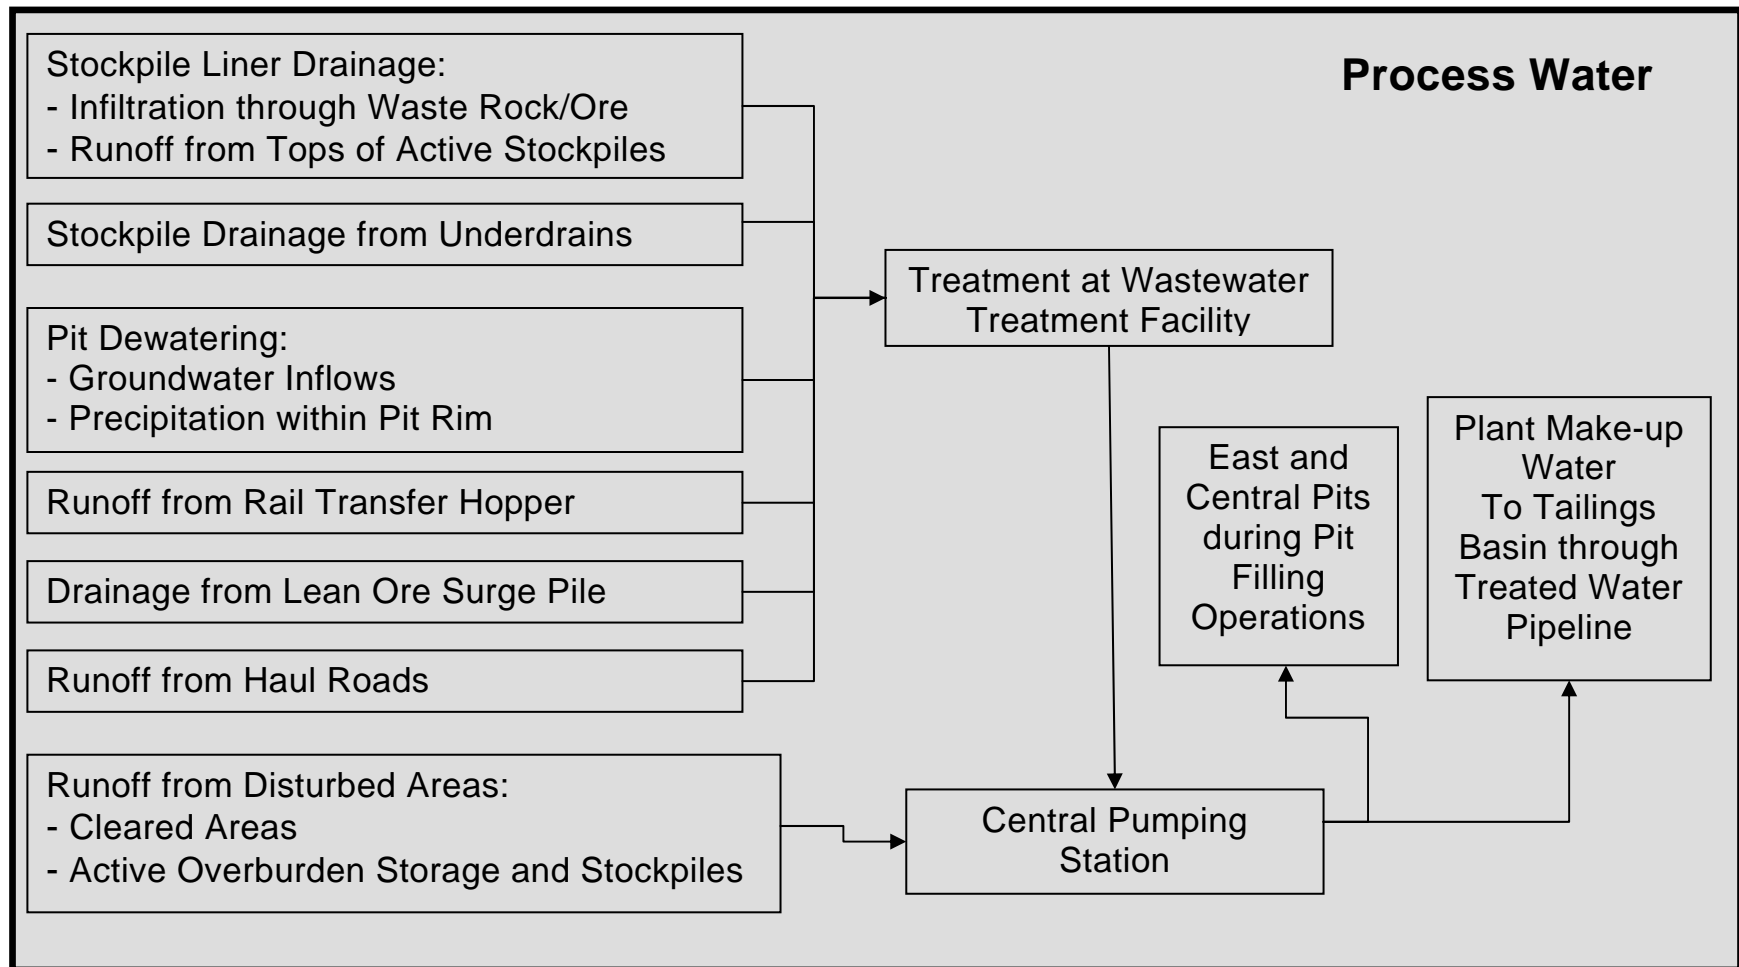 Process Water
Stockpile Liner Drainage:
- Infiltration through Waste Rock/Ore
- Runoff from Tops of Active Stockpiles
Stockpile Drainage from Underdrains
Pit Dewatering:
- Groundwater Inflows
- Precipitation within Pit Rim
Runoff from Rail Transfer Hopper
Drainage from Lean Ore Surge Pile
Runoff from Haul Roads
Runoff from Disturbed Areas:
- Cleared Areas
- Active Overburden Storage and Stockpiles
Treatment at Wastewater
Treatment Facility
Central Pumping
Station
East and
Central Pits
during Pit
Filling
Operations
Plant Make-up
Water
To Tailings
Basin through
Treated Water
Pipeline